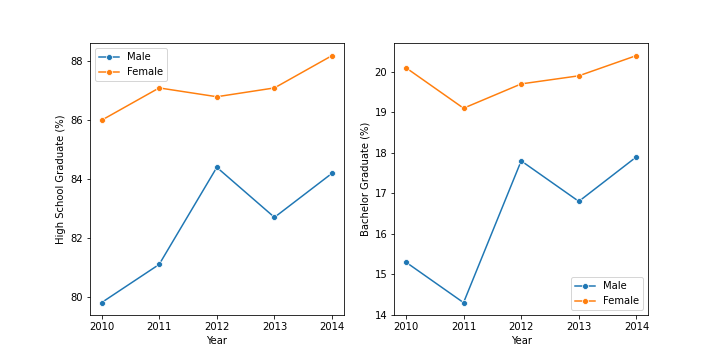 Male
Female
88
86
84
82
80
High School Graduate (%)
2010 2011 2012 2013 2014
Year
20
19
18
17
16
15
14
Bachelor Graduate (%)
Male
Female
2010 2011 2012 2013 2014
Year